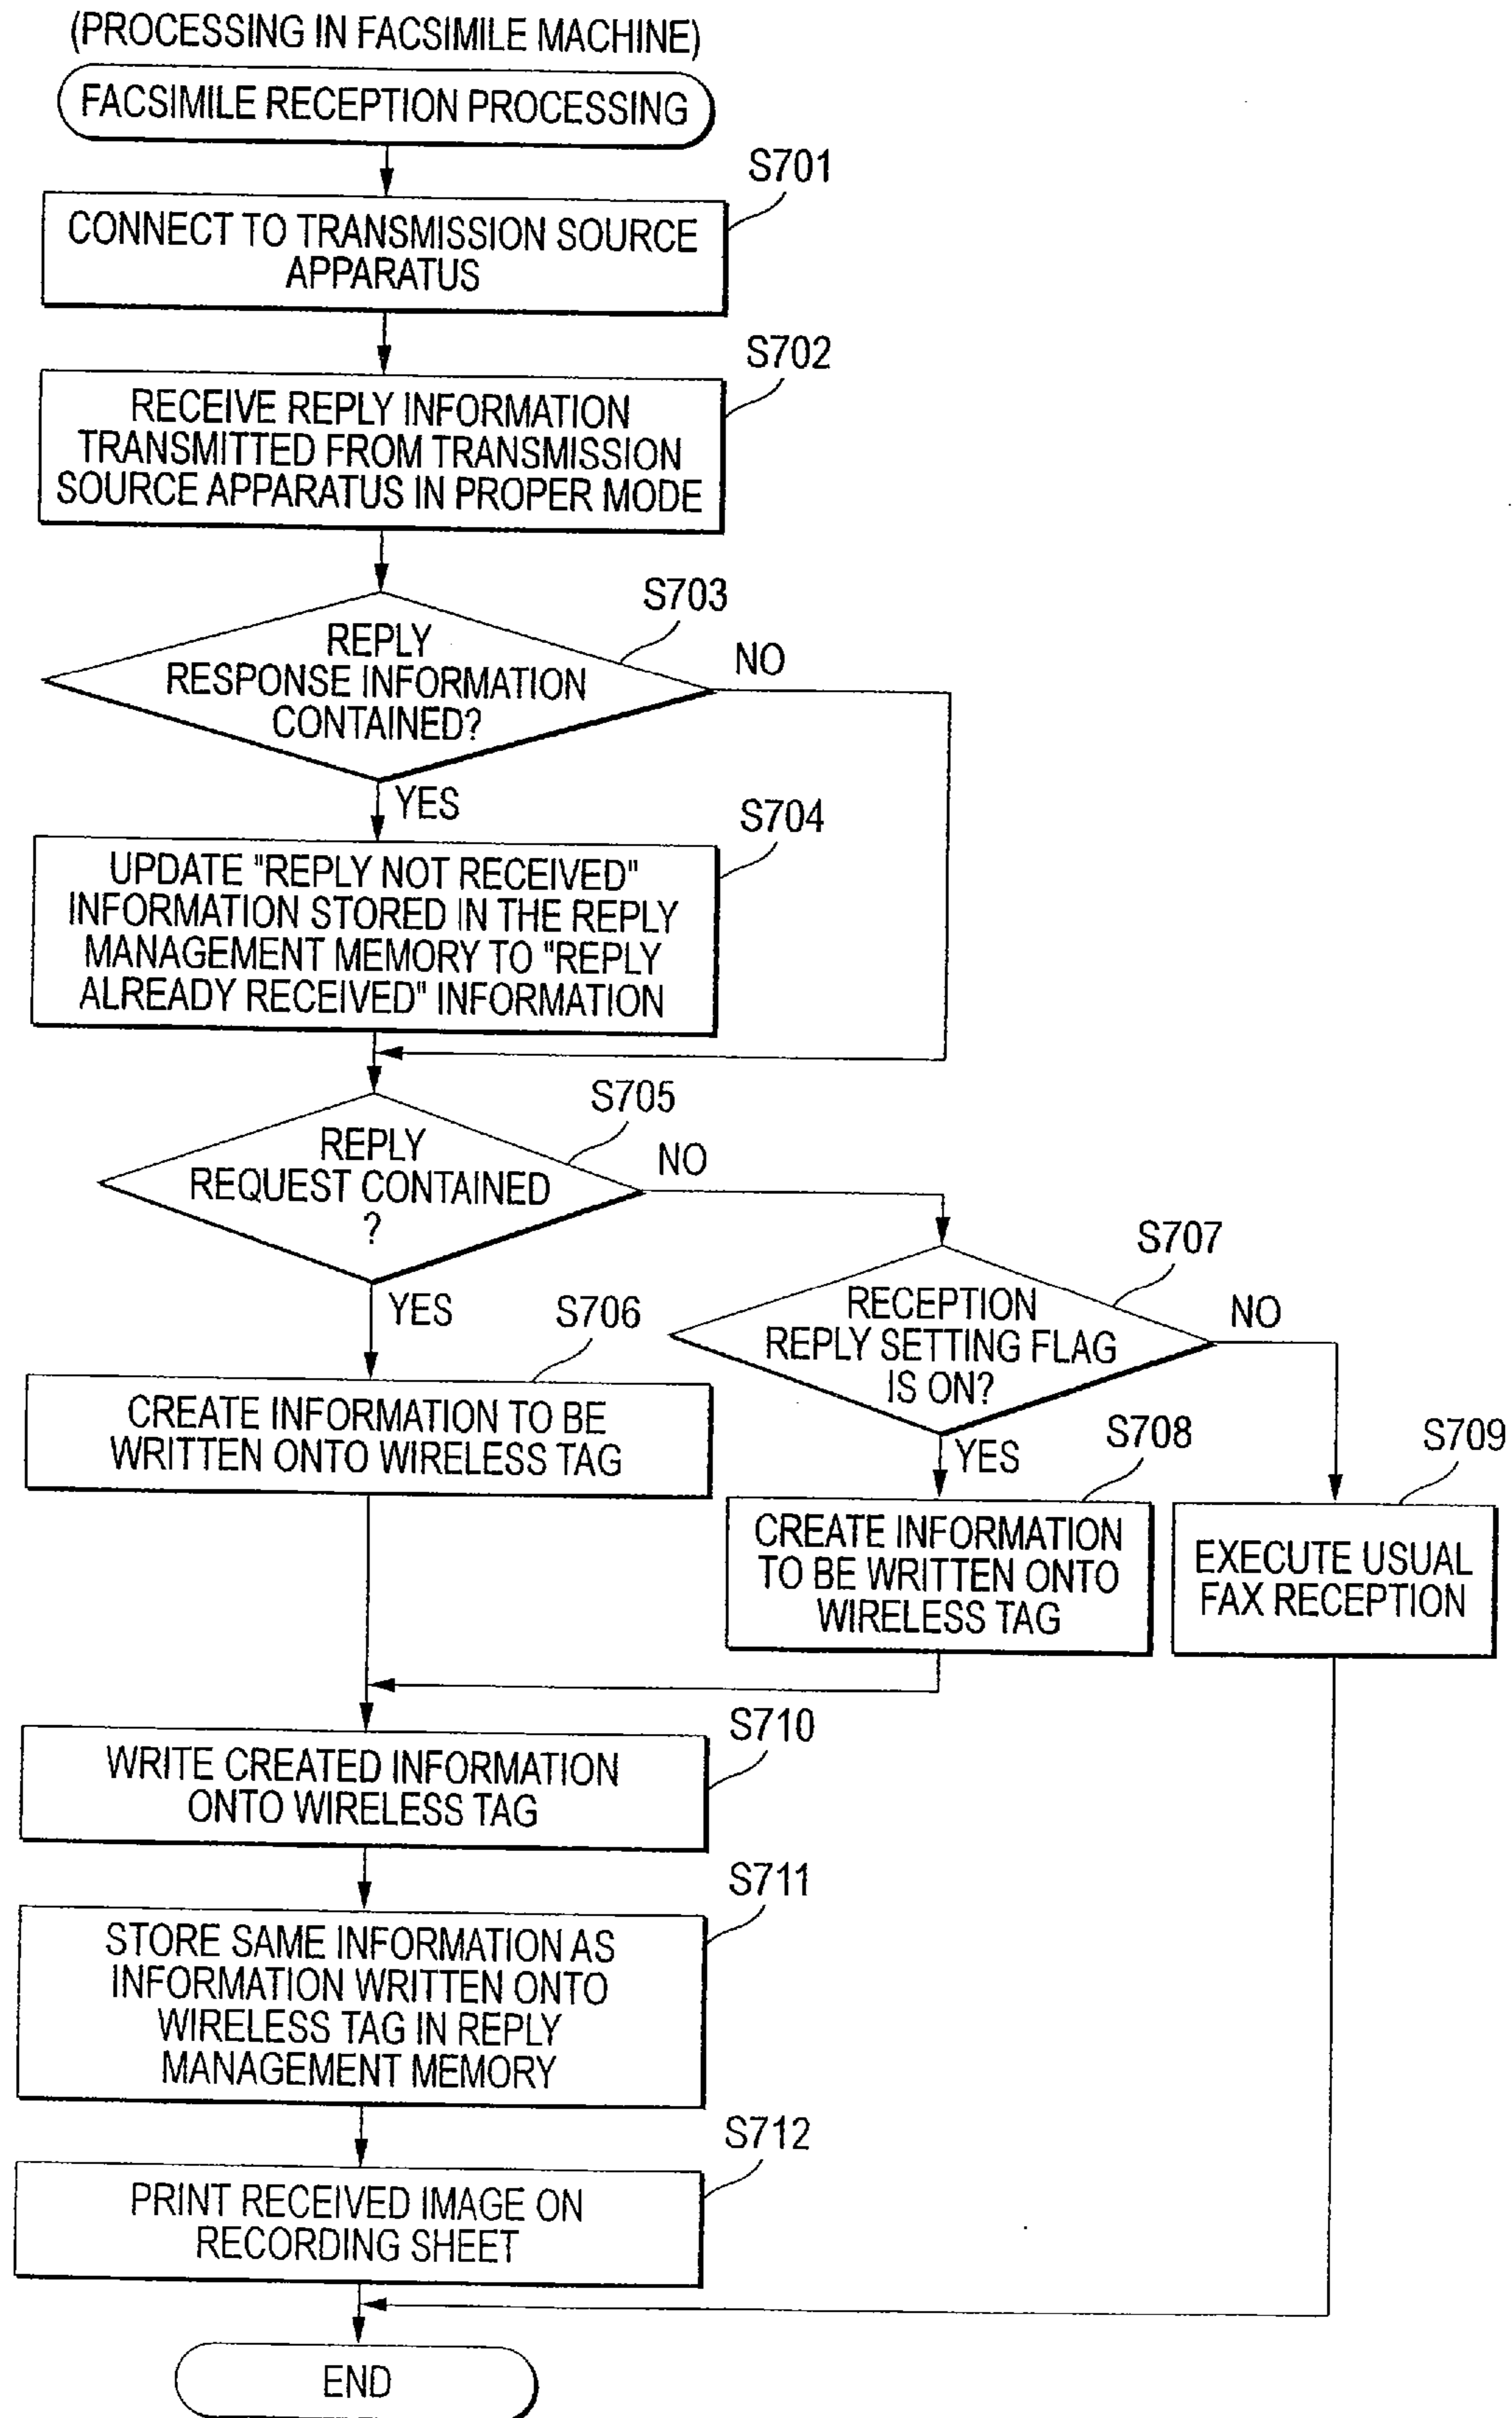 (PROCESSING IN FACSIMILE MACHINE)
FACSIMILE RECEPTION PROCESSING
S701
CONNECT TO TRANSMISSION SOURCE
APPARATUS
S702
RECEIVE REPLY INFORMATION
TRANSMITTED FROM TRANSMISSION
SOURCE APPARATUS IN PROPER MODE
S703
REPLY
RESPONSE INFORMATION
CONTAINED?
NO
YES
S704
UPDATE "REPLY NOT RECEIVED"
INFORMATION STORED IN THE REPLY
MANAGEMENT MEMORY TO "REPLY
ALREADY RECEIVED" INFORMATION
S705
REPLY
REQUEST CONTAINED
?
NO
YES
S706
CREATE INFORMATION TO BE
WRITTEN ONTO WIRELESS TAG
S707
RECEPTION
REPLY SETTING FLAG
IS ON?
NO
YES
S708
CREATE INFORMATION
TO BE WRITTEN ONTO
WIRELESS TAG
S709
EXECUTE USUAL
FAX RECEPTION
S710
WRITE CREATED INFORMATION
ONTO WIRELESS TAG
S711
STORE SAME INFORMATION AS
INFORMATION WRITTEN ONTO
WIRELESS TAG IN REPLY
MANAGEMENT MEMORY
S712
PRINT RECEIVED IMAGE ON
RECORDING SHEET
END